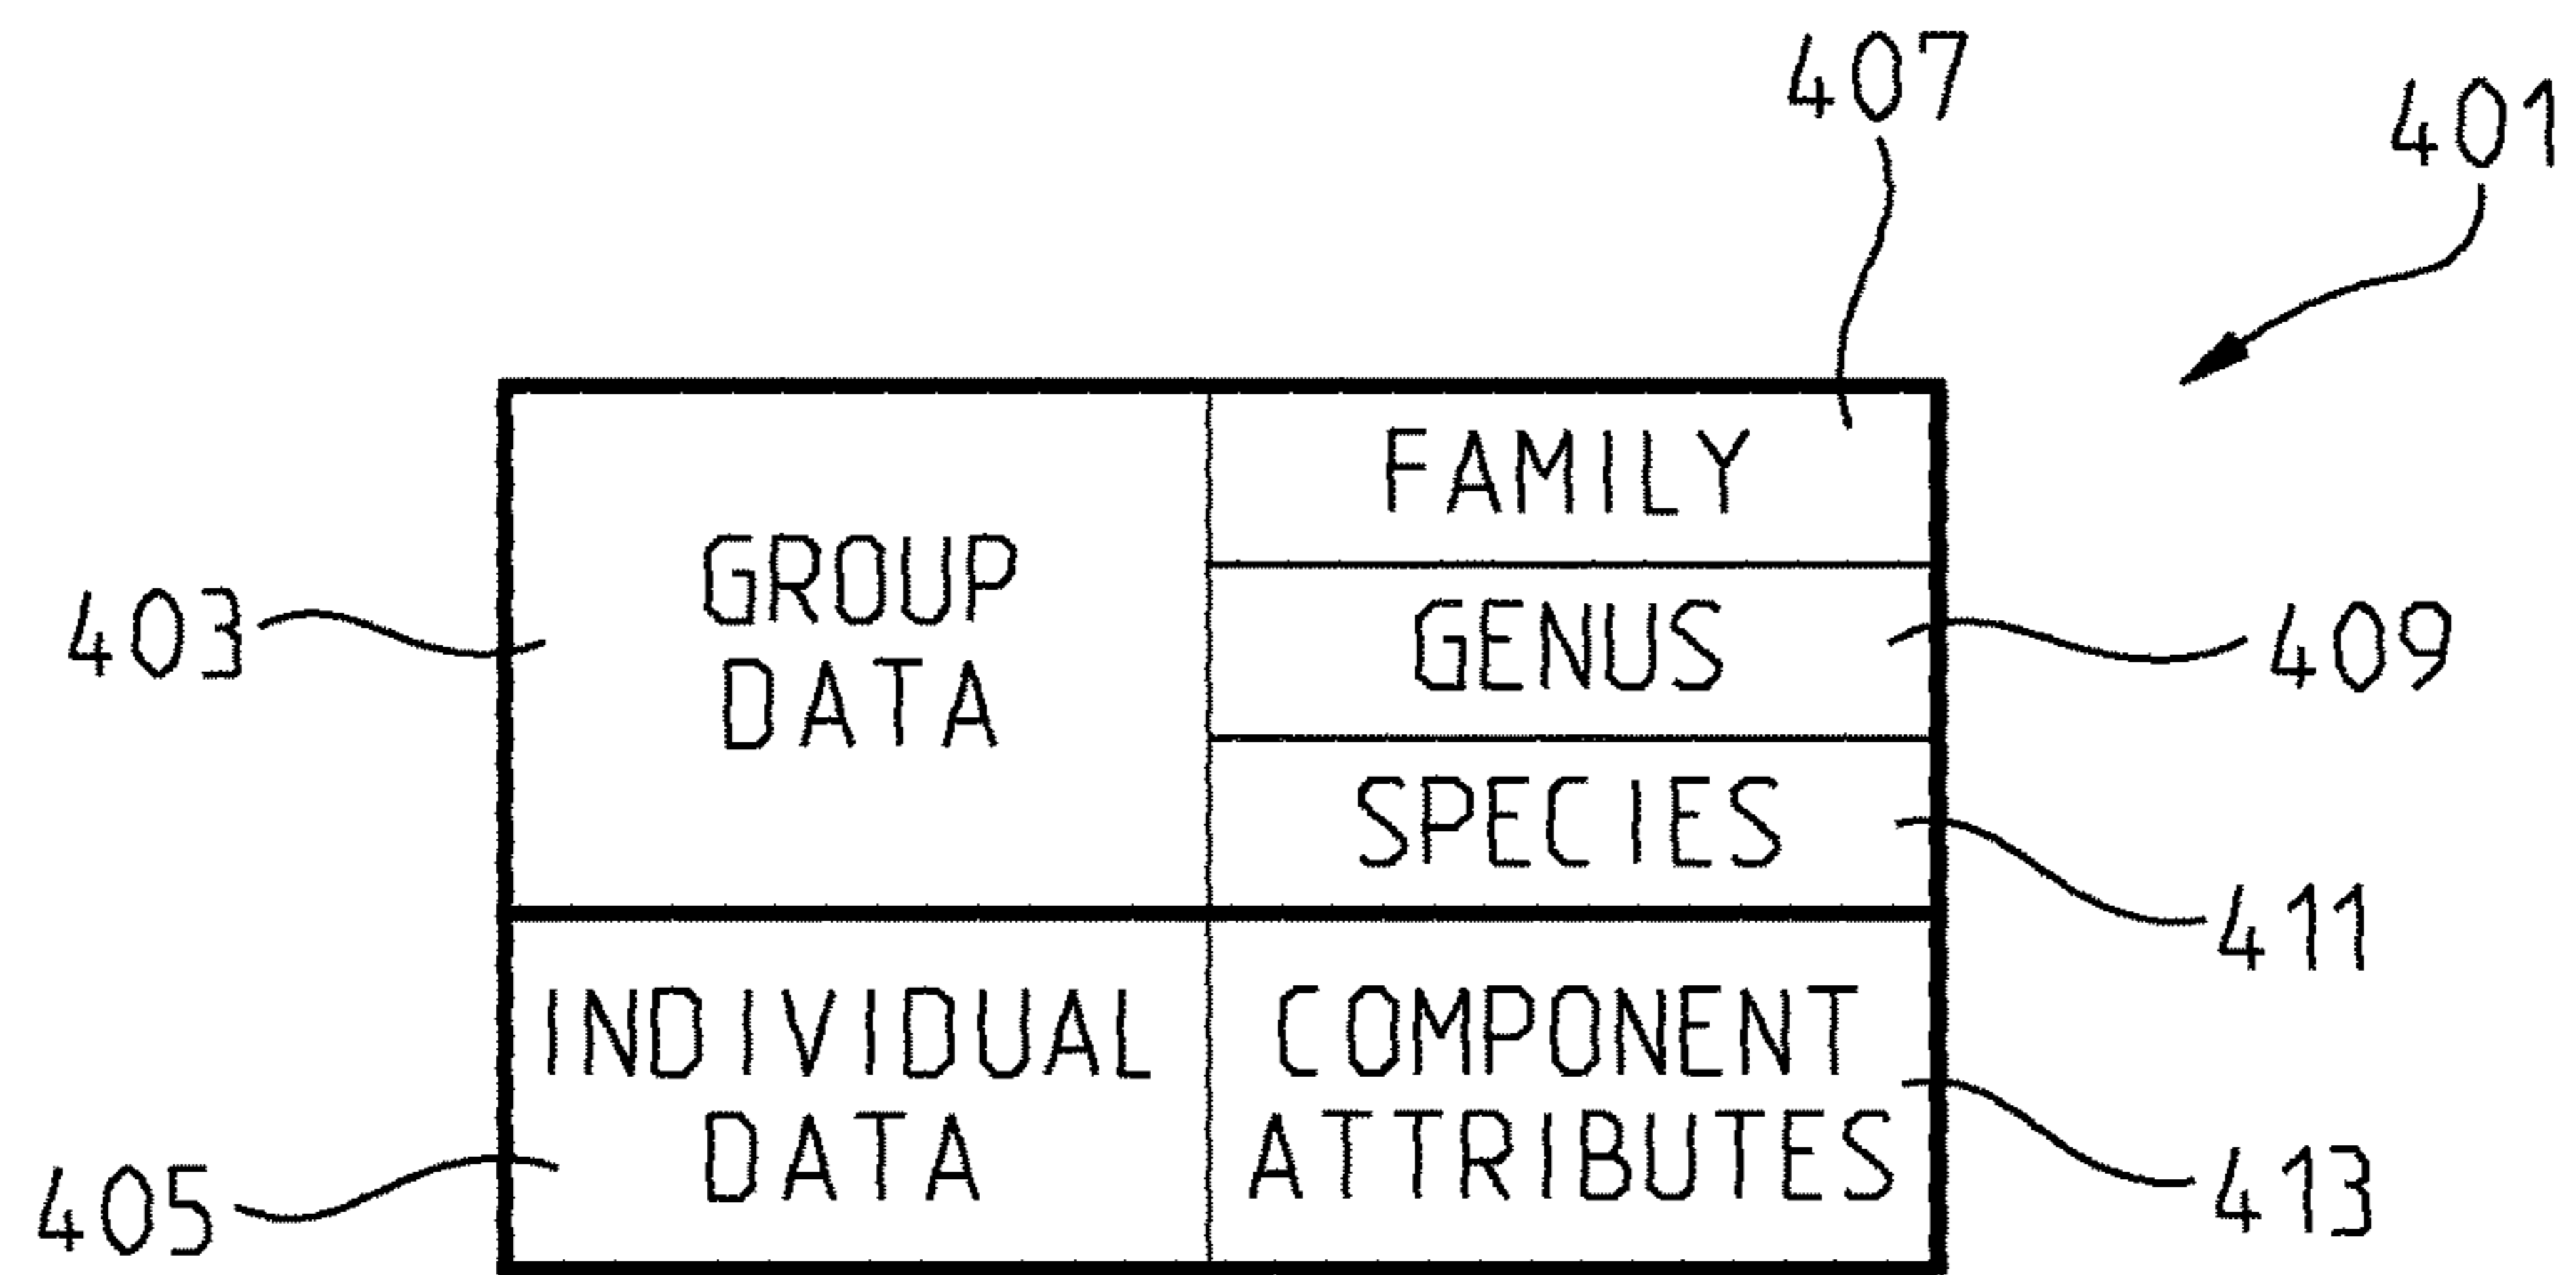 407
401
FAMILY
GROUP
DATA
403
GENUS
409
SPECIES
411
INDIVIDUAL
DATA
405
COMPONENT
ATTRIBUTES
413